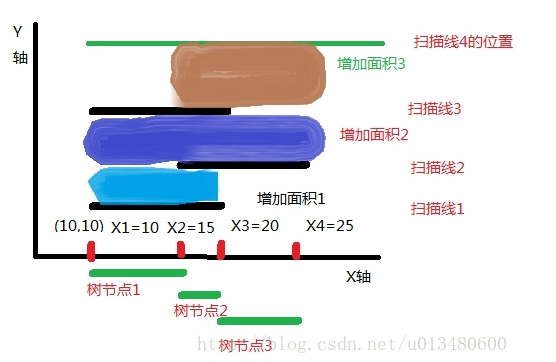 Y
轴
扫描线4的位置
增加面积3
扫描线3
增加面积2
扫描线2
增加面积1
扫描线1
(10,10) X1=10 X2=15 X3=20 X4=25
X轴
树节点1
树节点2
树节点3
http://blog.csdn.net/u013480600